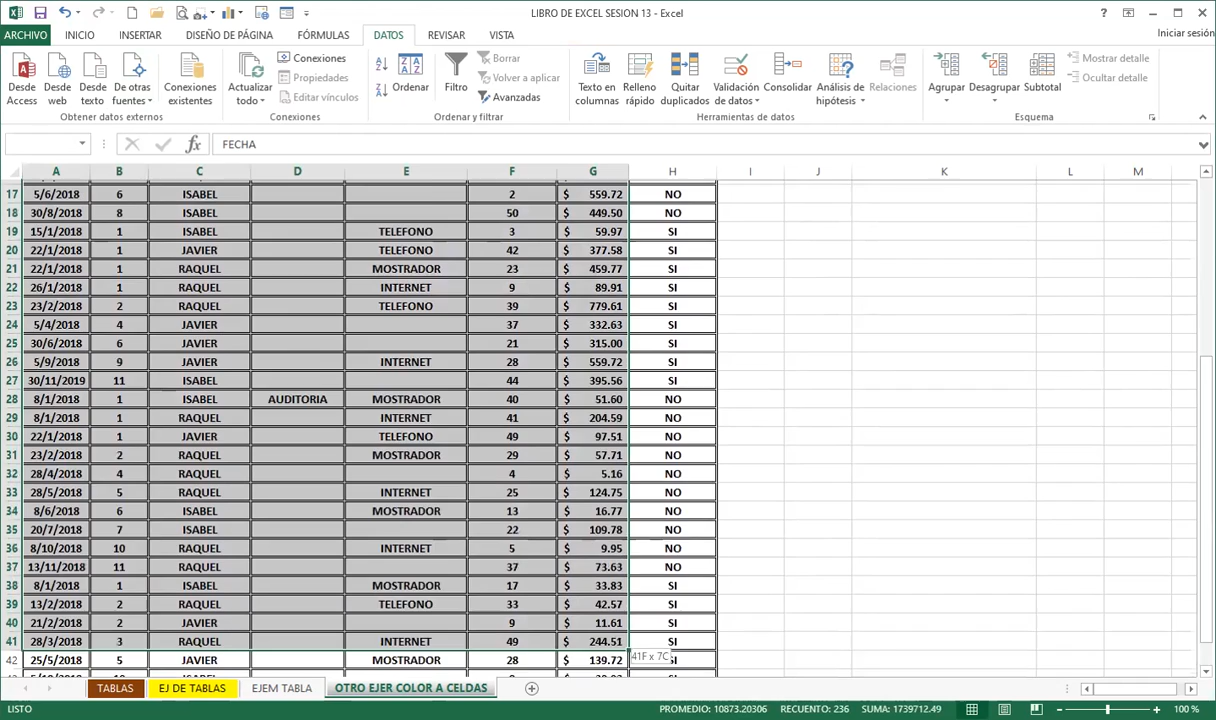 LIBRO DE EXCEL SESION 13 - Excel
ARCHIVO INICIO INSERTAR DISEÑO DE PÁGINA FÓRMULAS DATOS REVISAR VISTA Iniciar sesión
Desde Access Desde web Desde texto De otras fuentes Conexiones existentes Actualizar todo Conexiones Propiedades Editar vínculos Ordenar Filtro Borrar Volver a aplicar Avanzadas Texto en columnas Relleno rápido Quitar duplicados Validación de datos Consolidar Análisis de hipótesis Relaciones Agrupar Desagrupar Subtotal Mostrar detalle Ocultar detalle
Obtener datos externos Conexiones Ordenar y filtrar Herramientas de datos Esquema
fx FECHA
A B C D E F G H I J K L M
17 5/6/2018 6 ISABEL 2 $ 559.72 NO
18 30/8/2018 8 ISABEL 50 $ 449.50 NO
19 15/1/2018 1 ISABEL TELEFONO 3 $ 59.97 SI
20 22/1/2018 1 JAVIER TELEFONO 42 $ 377.58 SI
21 22/1/2018 1 RAQUEL MOSTRADOR 23 $ 459.77 SI
22 26/1/2018 1 RAQUEL INTERNET 9 $ 89.91 SI
23 23/2/2018 2 RAQUEL TELEFONO 39 $ 779.61 SI
24 5/4/2018 4 JAVIER 37 $ 332.63 SI
25 30/6/2018 6 JAVIER 21 $ 315.00 SI
26 5/9/2018 9 JAVIER INTERNET 28 $ 559.72 SI
27 30/11/2019 11 ISABEL 44 $ 395.56 SI
28 8/1/2018 1 ISABEL AUDITORIA MOSTRADOR 40 $ 51.60 NO
29 8/1/2018 1 RAQUEL INTERNET 41 $ 204.59 NO
30 22/1/2018 1 JAVIER TELEFONO 49 $ 97.51 NO
31 23/2/2018 2 RAQUEL MOSTRADOR 29 $ 57.71 NO
32 28/4/2018 4 RAQUEL 4 $ 5.16 NO
33 28/5/2018 5 RAQUEL INTERNET 25 $ 124.75 NO
34 8/6/2018 6 ISABEL MOSTRADOR 13 $ 16.77 NO
35 20/7/2018 7 ISABEL 22 $ 109.78 NO
36 8/10/2018 10 RAQUEL INTERNET 5 $ 9.95 NO
37 13/11/2018 11 RAQUEL 37 $ 73.63 NO
38 8/1/2018 1 ISABEL MOSTRADOR 17 $ 33.83 SI
39 13/2/2018 2 RAQUEL TELEFONO 33 $ 42.57 SI
40 21/2/2018 2 JAVIER 9 $ 11.61 SI
41 28/3/2018 3 RAQUEL INTERNET 49 $ 244.51 SI
42 25/5/2018 5 JAVIER MOSTRADOR 28 $ 139.72 SI
41F x 7C
TABLAS EJ DE TABLAS EJEM TABLA OTRO EJER COLOR A CELDAS
LISTO PROMEDIO: 10873.20306 RECUENTO: 236 SUMA: 1739712.49 100 %